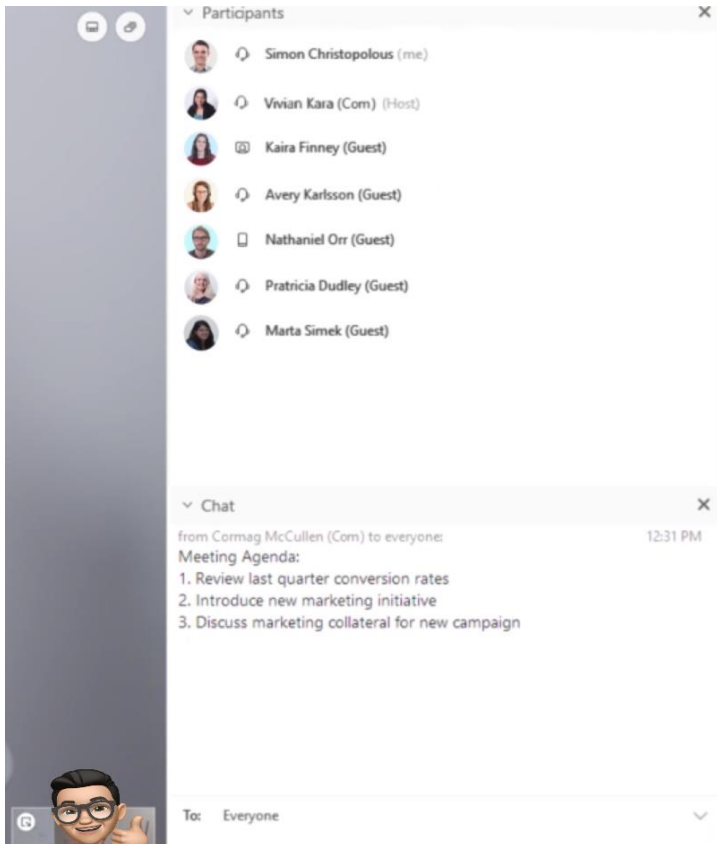 Participants
Simon Christopolous (me)
Vivian Kara (Com) (Host)
Kaira Finney (Guest)
Avery Karlsson (Guest)
Nathaniel Orr (Guest)
Pratricia Dudley (Guest)
Marta Simek (Guest)
Chat
from Cormag McCullen (Com) to everyone: 12:31 PM
Meeting Agenda:
1. Review last quarter conversion rates
2. Introduce new marketing initiative
3. Discuss marketing collateral for new campaign
To: Everyone